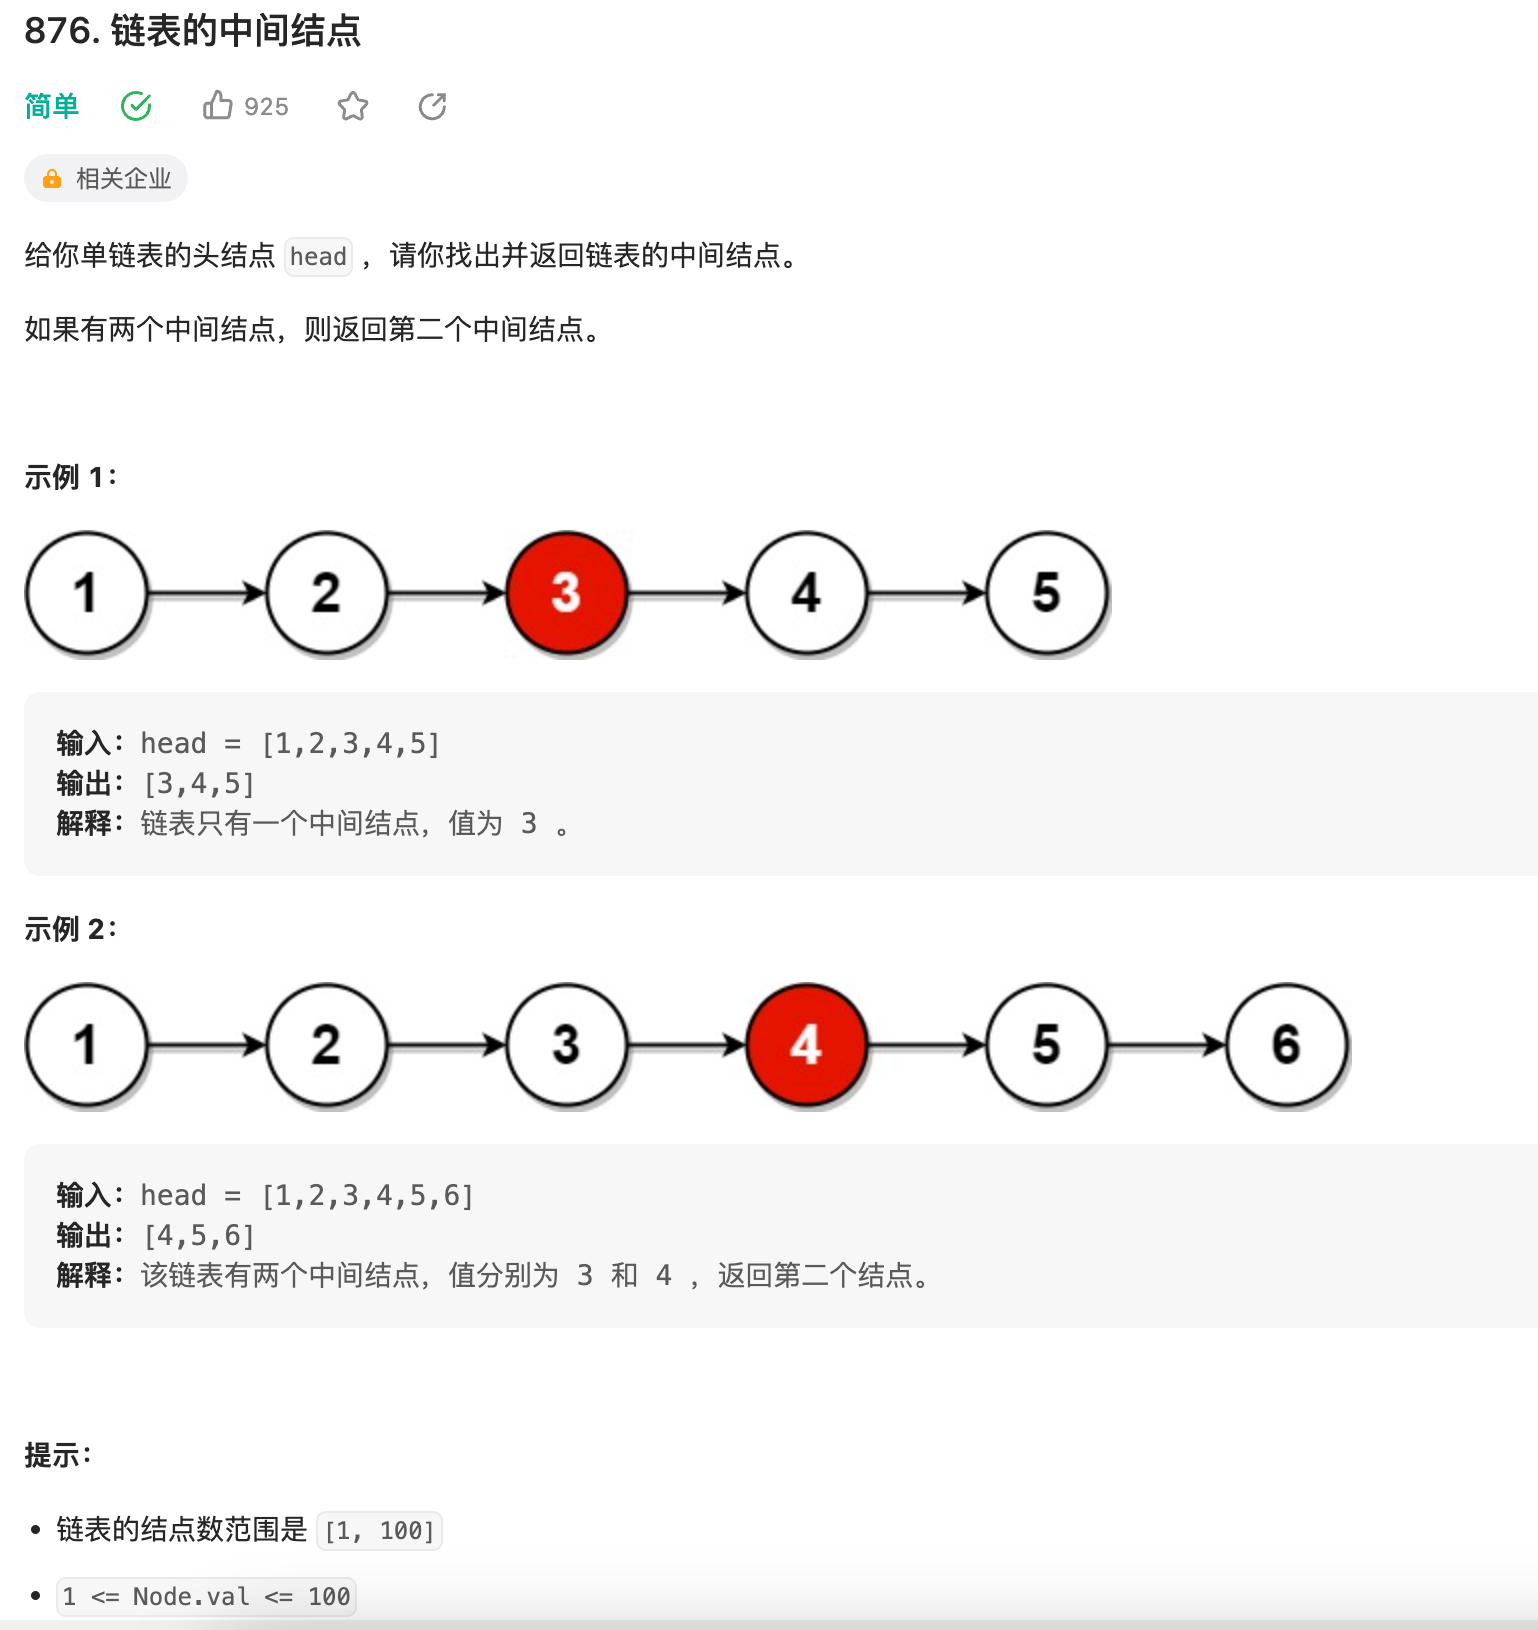 876. 链表的中间结点
简单 925
相关企业
给你单链表的头结点 head ，请你找出并返回链表的中间结点。
如果有两个中间结点，则返回第二个中间结点。
示例 1：
1 2 3 4 5
输入：head = [1,2,3,4,5]
输出：[3,4,5]
解释：链表只有一个中间结点，值为 3 。
示例 2：
1 2 3 4 5 6
输入：head = [1,2,3,4,5,6]
输出：[4,5,6]
解释：该链表有两个中间结点，值分别为 3 和 4 ，返回第二个结点。
提示：
• 链表的结点数范围是 [1, 100]
• 1 <= Node.val <= 100